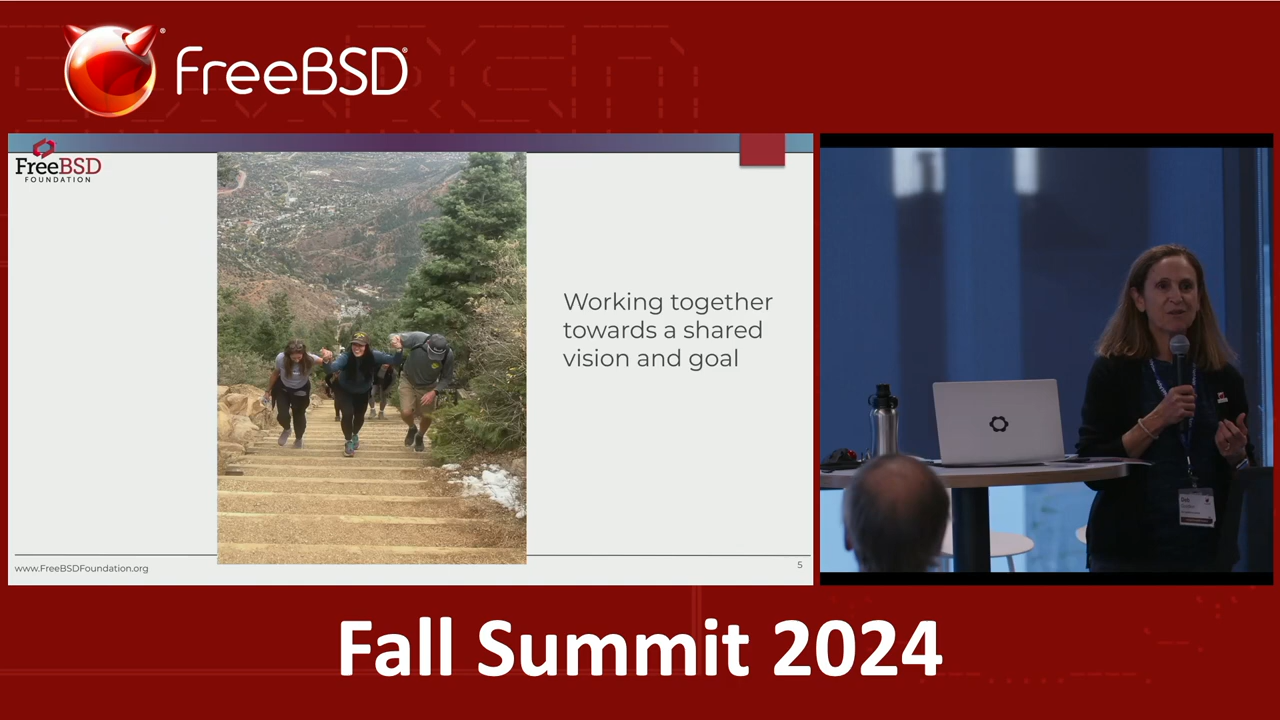 FreeBSD®
FreeBSD
FOUNDATION
Working together
towards a shared
vision and goal
www.FreeBSDFoundation.org
5
Fall Summit 2024